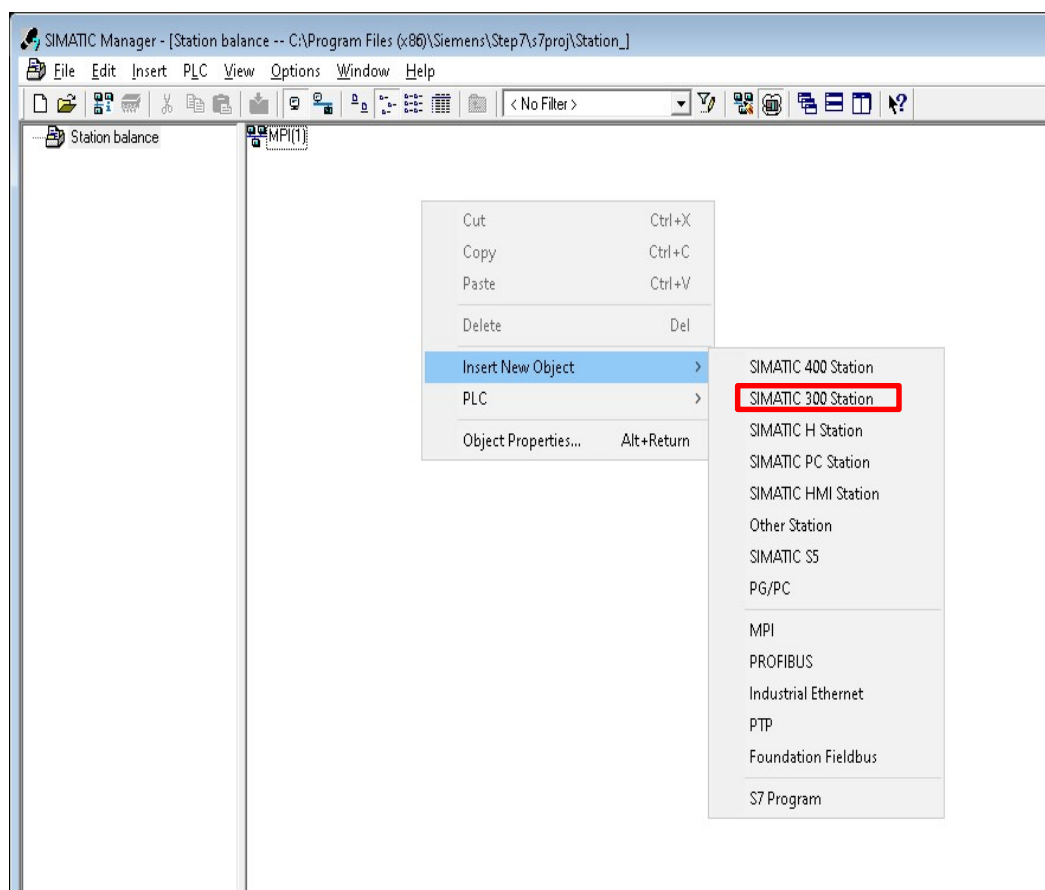 SIMATIC Manager - [Station balance -- C:\Program Files (x86)\Siemens\Step7\s7proj\Station_]
File Edit Insert PLC View Options Window Help
< No Filter >
Station balance
MPI(1)
Cut Ctrl+X
Copy Ctrl+C
Paste Ctrl+V
Delete Del
Insert New Object >
PLC >
Object Properties... Alt+Return
SIMATIC 400 Station
SIMATIC 300 Station
SIMATIC H Station
SIMATIC PC Station
SIMATIC HMI Station
Other Station
SIMATIC S5
PG/PC
MPI
PROFIBUS
Industrial Ethernet
PTP
Foundation Fieldbus
S7 Program